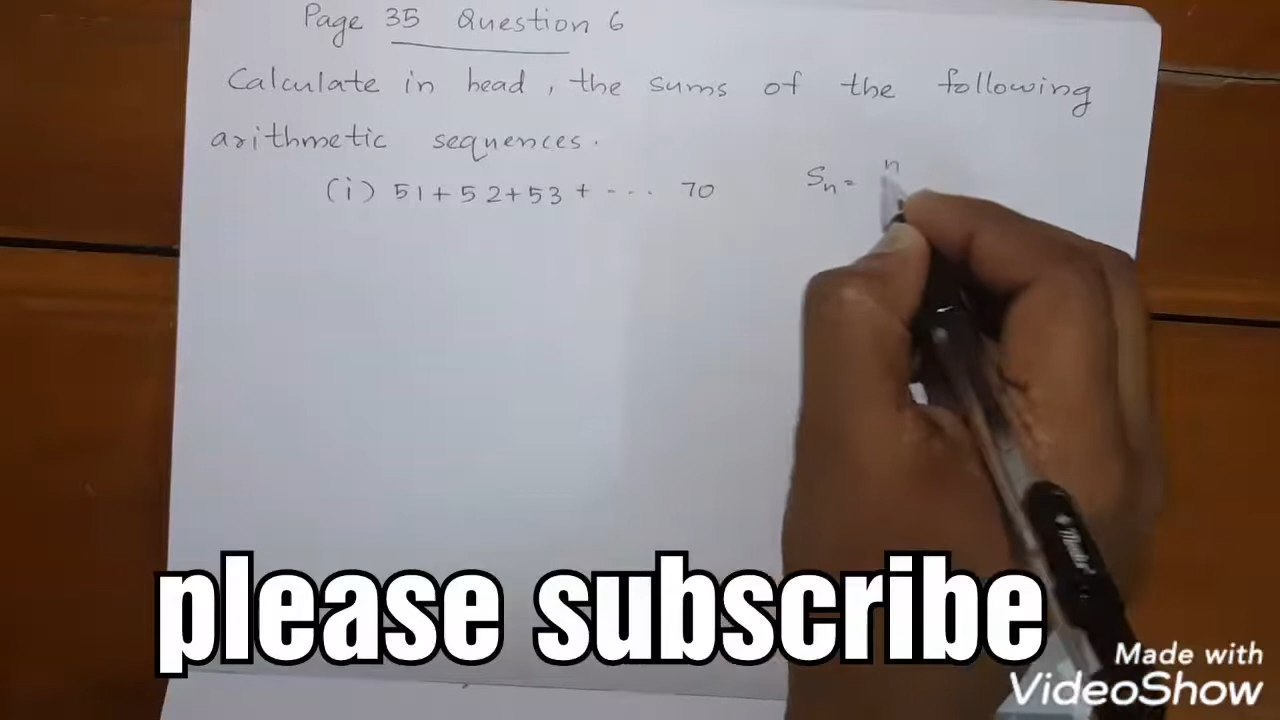 Page 35 Question 6
Calculate in head, the sums of the following
arithmetic sequences.
(i) 51 + 52 + 53 + --- 70
Sn = n
please subscribe
Made with
VideoShow